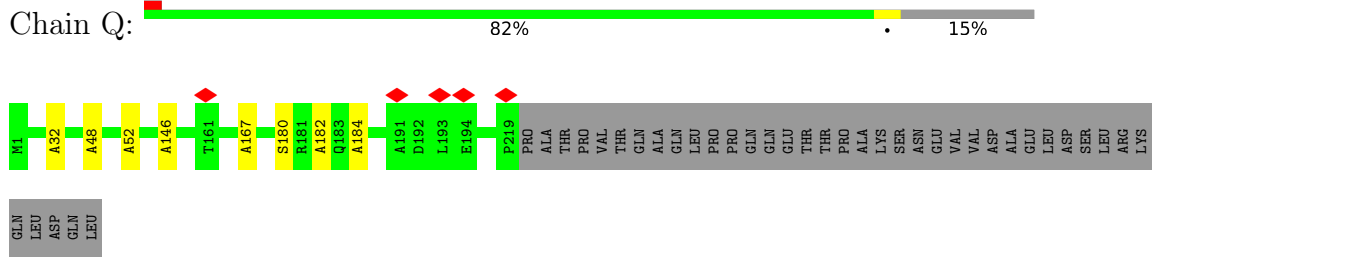 Chain Q:
82%
•
15%
M1 A32 A48 A52 A146 T161 A167 S180 R181 A182 Q183 A184 A191 D192 L193 E194 P219 PRO ALA THR PRO VAL THR GLN ALA GLN LEU PRO PRO GLN GLN GLU THR THR PRO ALA LYS SER ASN GLU VAL VAL ASP ALA GLU LEU ASP SER LEU ARG LYS
GLN LEU ASP GLN LEU